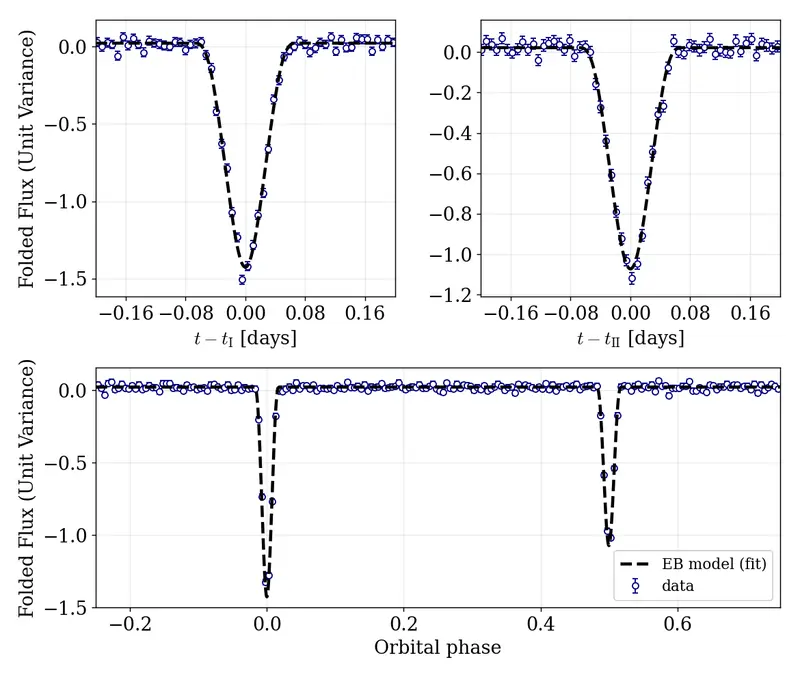 Folded Flux (Unit Variance)
0.0
−0.5
−1.0
−1.5
−0.16 −0.08 0.00 0.08 0.16
t − tI [days]
0.0
−0.2
−0.4
−0.6
−0.8
−1.0
−1.2
−0.16 −0.08 0.00 0.08 0.16
t − tII [days]
Folded Flux (Unit Variance)
0.0
−0.5
−1.0
−1.5
EB model (fit)
data
−0.2 0.0 0.2 0.4 0.6
Orbital phase